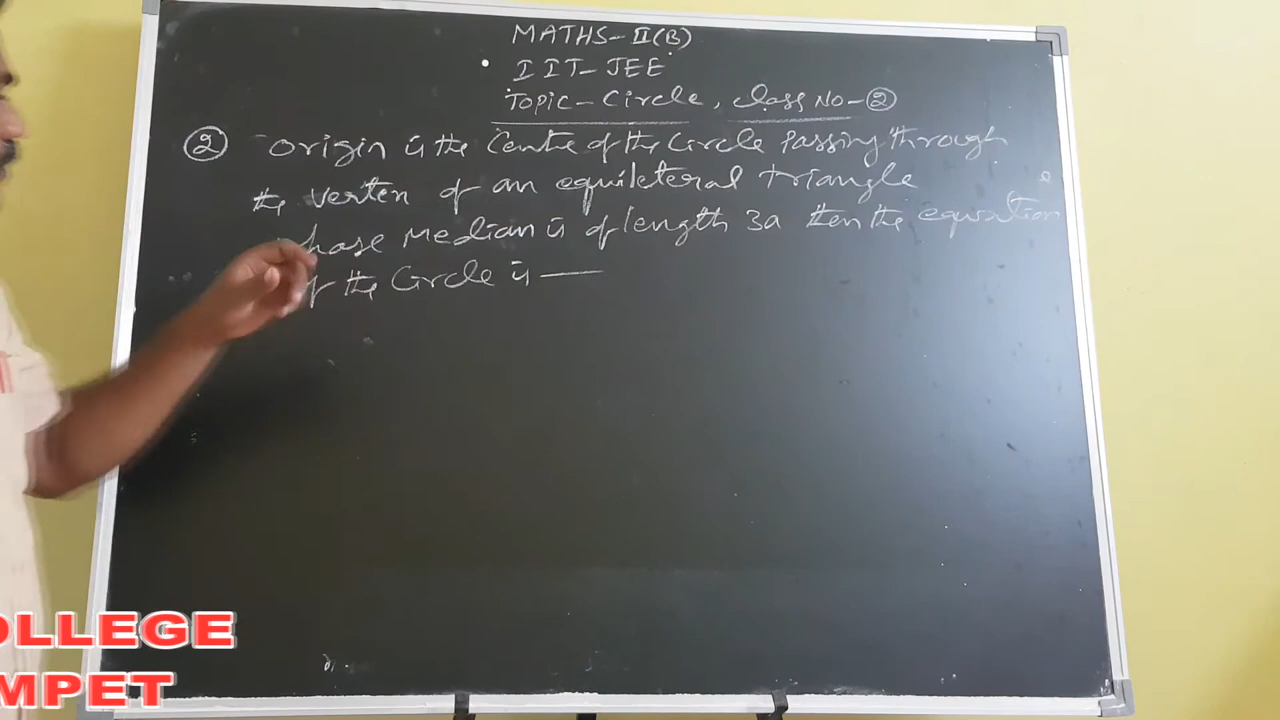 MATHS-II(B)
IIT-JEE
Topic-Circle, Class No-②
② origin is the Centre of the Circle Passing through
the Verten of an equileteral triangle
whose Median is of length 3a then the equation
of the Circle is —
OLLEGE
MPET